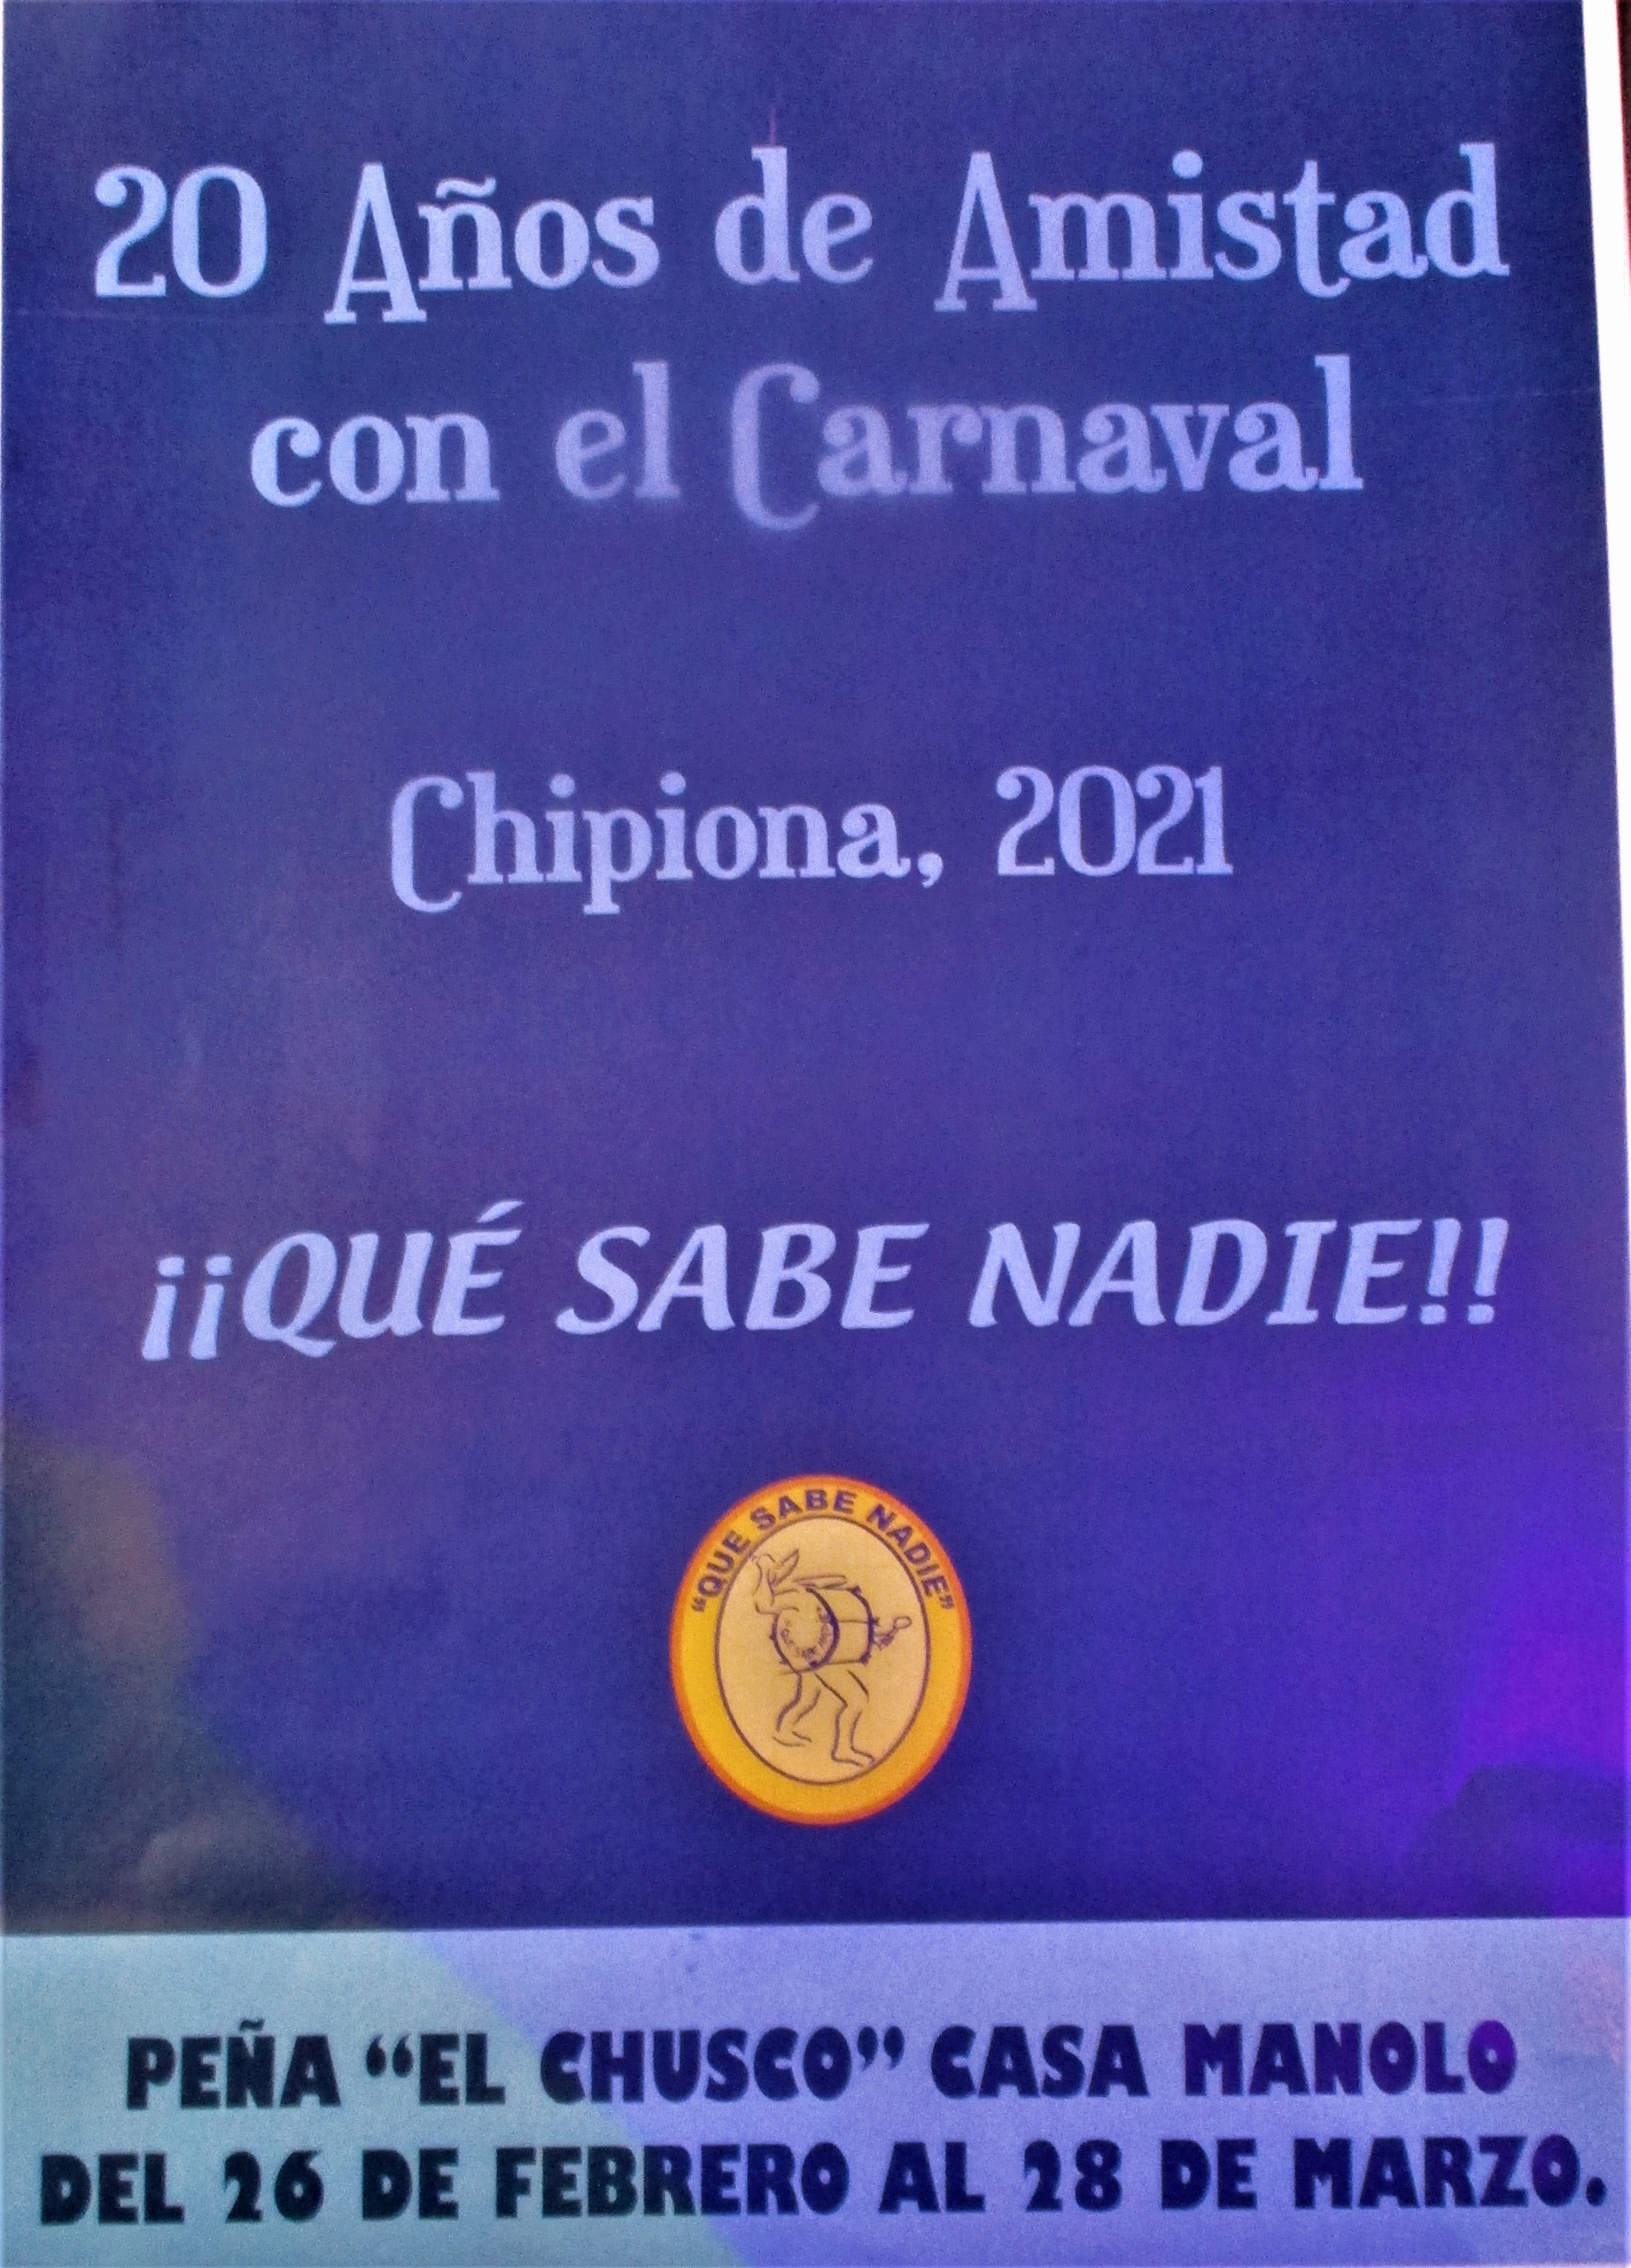 20 Años de Amistad
con el Carnaval
Chipiona, 2021
¡¡QUÉ SABE NADIE!!
"QUE SABE NADIE"
PEÑA “EL CHUSCO” CASA MANOLO
DEL 26 DE FEBRERO AL 28 DE MARZO.